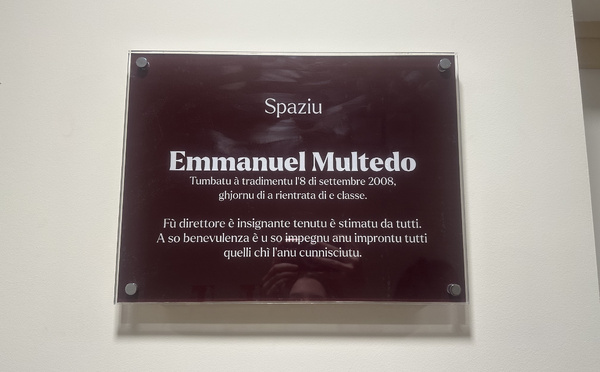 Spaziu
Emmanuel Multedo
Tumbatu à tradimentu l'8 di settembre 2008,
ghjornu di a rientrata di e classe.
Fù direttore è insignante tenutu è stimatu da tutti.
A so benevulenza è u so impegnu anu improntu tutti
quelli chì l'anu cunnisciutu.